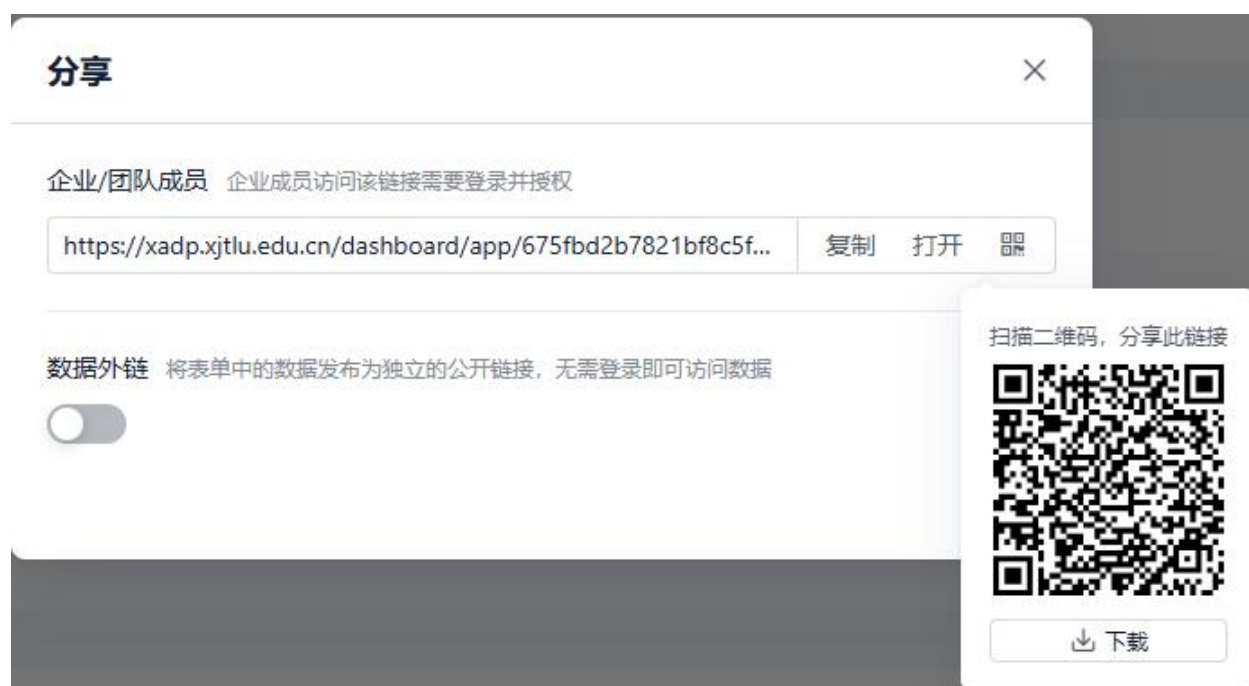 分享
企业/团队成员 企业成员访问该链接需要登录并授权
https://xadp.xjtlu.edu.cn/dashboard/app/675fbd2b7821bf8c5f... 复制 打开
扫描二维码，分享此链接
数据外链 将表单中的数据发布为独立的公开链接，无需登录即可访问数据
下载